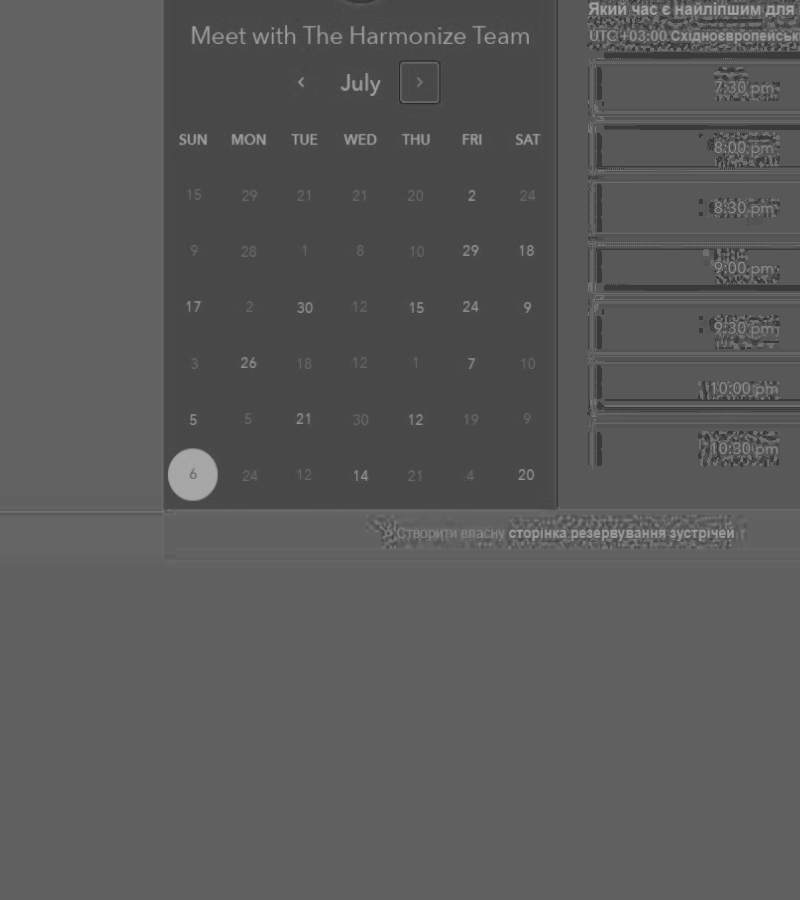 Meet with The Harmonize Team
‹ July ›
SUN MON TUE WED THU FRI SAT
15 29 21 21 20 2 24
9 28 1 8 10 29 18
17 2 30 12 15 24 9
3 26 18 12 1 7 10
5 5 21 30 12 19 9
6 24 12 14 21 4 20
Який час є найліпшим для
UTC +03:00
7:30 pm
8:00 pm
8:30 pm
9:00 pm
9:30 pm
10:00 pm
10:30 pm
Створити власну сторінка резервування зустрічей